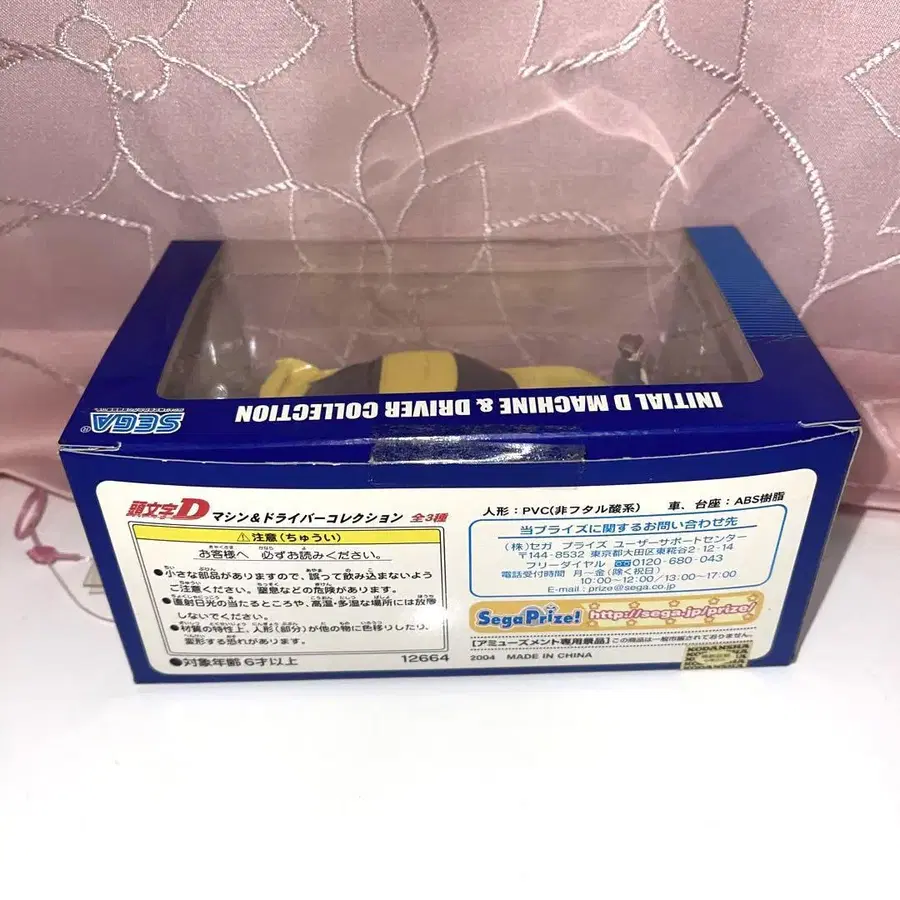 INITIAL D MACHINE & DRIVER COLLECTION
SEGA®
頭文字D マシン&ドライバーコレクション 全3種
⚠注意(ちゅうい)
お客様へ 必ずお読みください。
●小さな部品がありますので、誤って飲み込まないよう
ご注意ください。窒息などの危険があります。
●直射日光の当たるところや、高温・多湿な場所には放置
しないでください。
●材質の特性上、人形(部分)が他の物に色移りしたり、
変形する恐れがあります。
●対象年齢 6才以上 12664
人形:PVC(非フタル酸系) 車、台座:ABS樹脂
当プライズに関するお問い合わせ先
(株)セガ プライズ ユーザーサポートセンター
〒144-8532 東京都大田区東糀谷2-12-14
フリーダイヤル 0120-680-043
電話受付時間 月~金(除く祝日)
10:00~12:00/13:00~17:00
E-mail:prize@sega.co.jp
Sega Prize! http://sega.jp/prize/
[アミューズメント専用景品]この商品は一般市販されておりません。
2004 MADE IN CHINA
KODANSHA